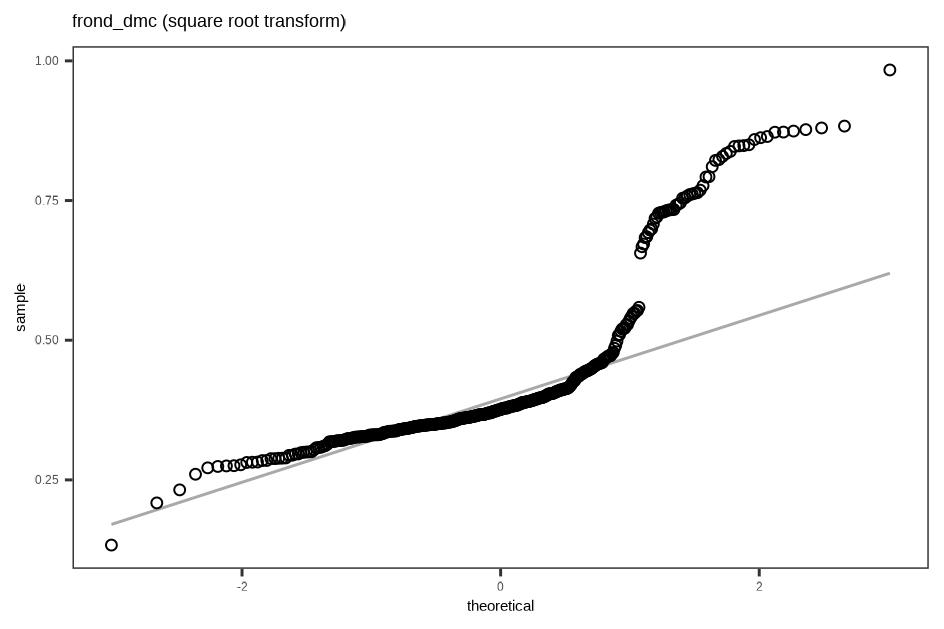 frond_dmc (square root transform)
1.00
0.75
0.50
0.25
sample
-2
0
2
theoretical